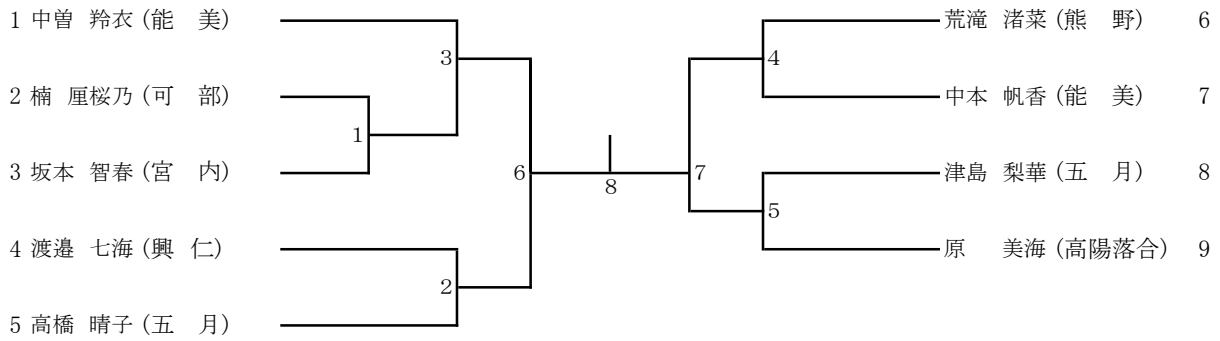 1 中曽 羚衣 (能 美)
荒滝 渚菜 (熊 野) 6
3
4
2 楠 厘桜乃 (可 部)
中本 帆香 (能 美) 7
1
3 坂本 智春 (宮 内)
6
8
7
津島 梨華 (五 月) 8
5
4 渡邉 七海 (興 仁)
原 美海 (高陽落合) 9
2
5 高橋 晴子 (五 月)